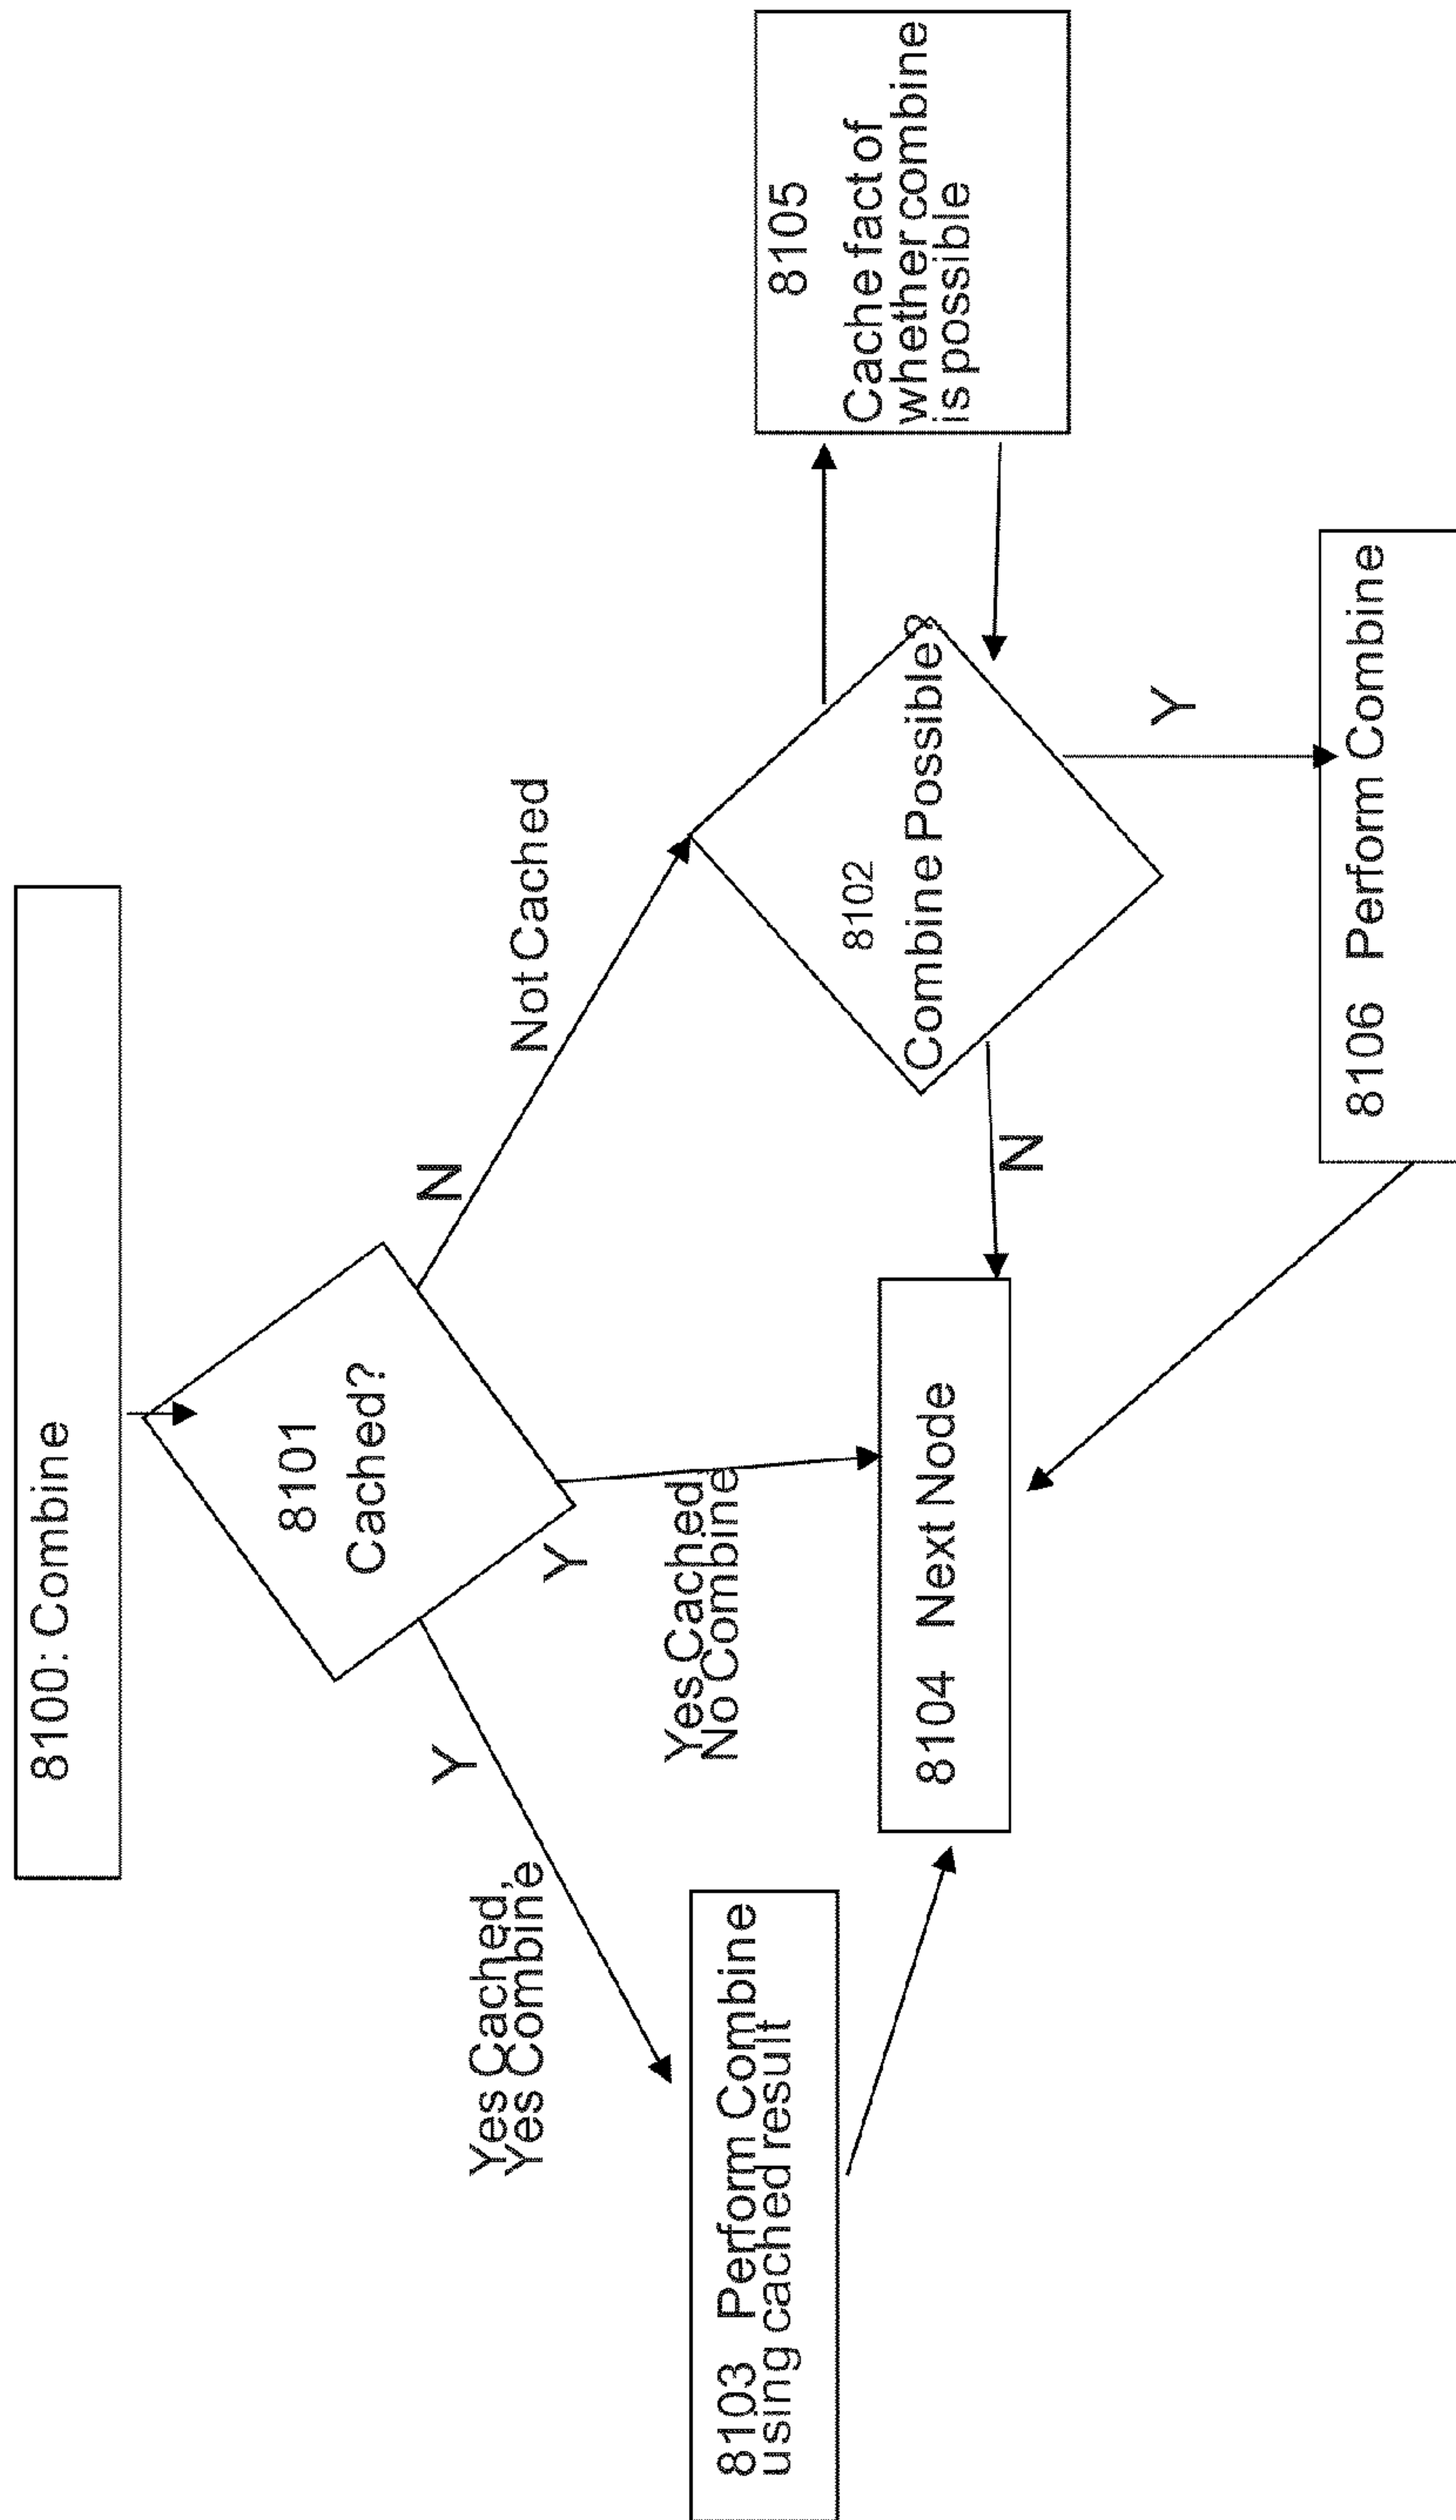 8100: Combine
8101
Cached?
Y
Yes Cached,
Yes Combine
Y
Yes Cached,
No Combine
N
Not Cached
8103 Perform Combine
using cached result
8104 Next Node
N
8102
Combine Possible?
Y
8105
Cache fact of
whether combine
is possible
8106 Perform Combine